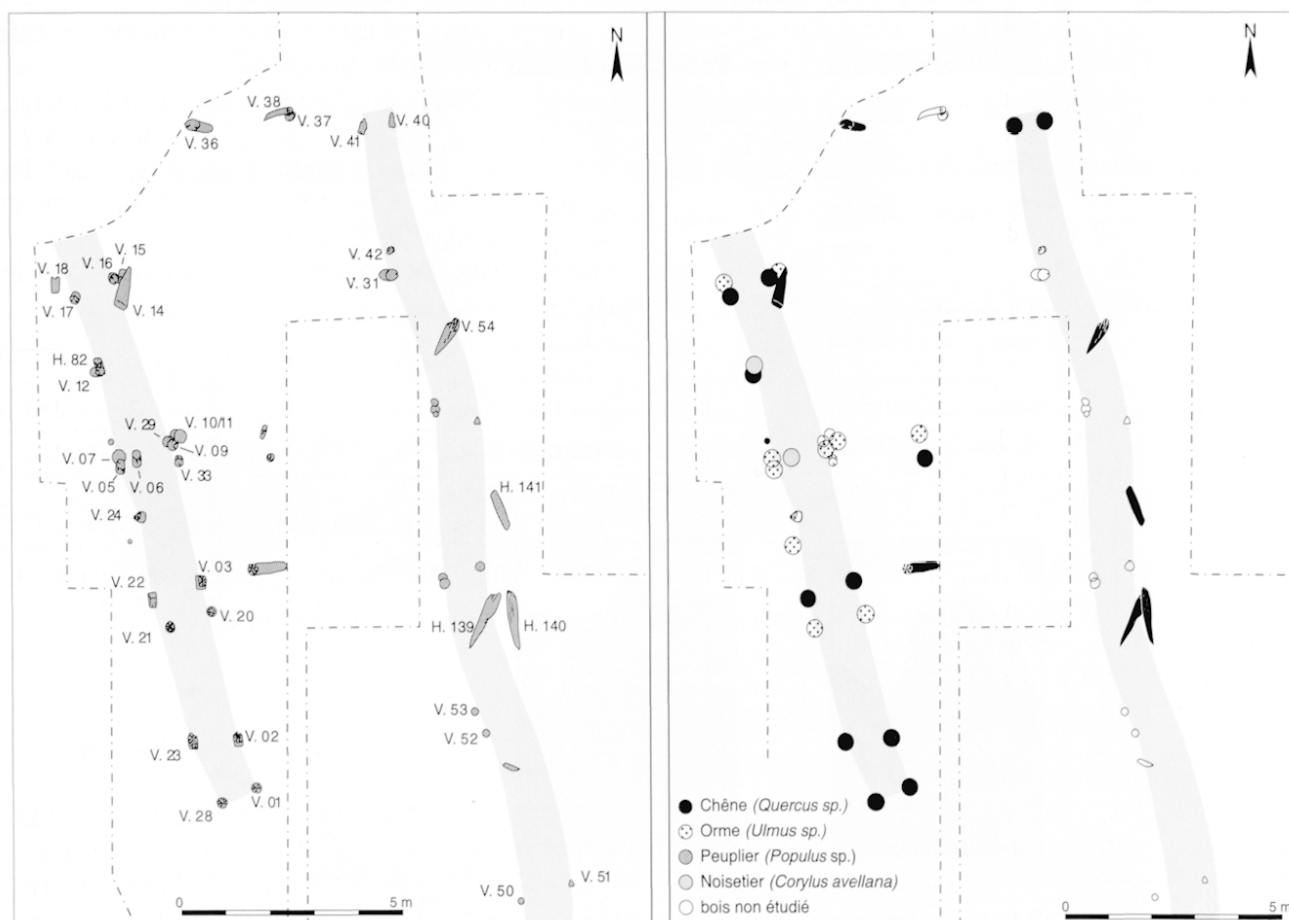 N
V. 38
V. 37
V. 36
V. 41
V. 40
V. 15
V. 16
V. 18
V. 17
V. 14
V. 42
V. 31
V. 54
H. 82
V. 12
V. 10/11
V. 29
V. 09
V. 07
V. 33
V. 05
V. 06
V. 24
H. 141
V. 03
V. 22
V. 20
V. 21
H. 139
H. 140
V. 53
V. 52
V. 23
V. 02
V. 01
V. 28
V. 50
V. 51
0 5 m
N
Chêne (Quercus sp.)
Orme (Ulmus sp.)
Peuplier (Populus sp.)
Noisetier (Corylus avellana)
bois non étudié
0 5 m